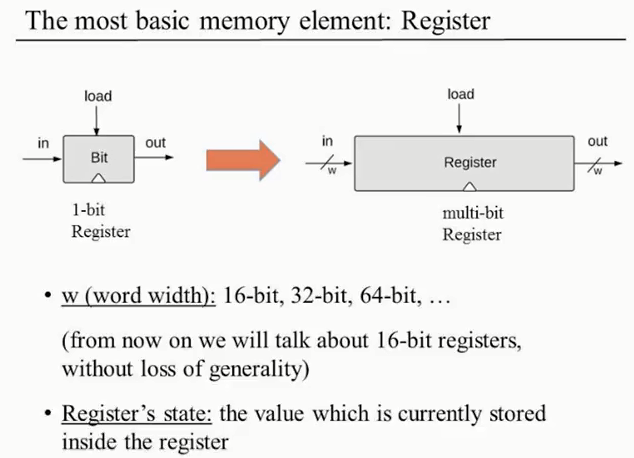 The most basic memory element: Register
load
load
in
out
in
out
Bit
w
Register
w
1-bit
Register
multi-bit
Register
• w (word width): 16-bit, 32-bit, 64-bit, …
(from now on we will talk about 16-bit registers,
without loss of generality)
• Register’s state: the value which is currently stored
inside the register